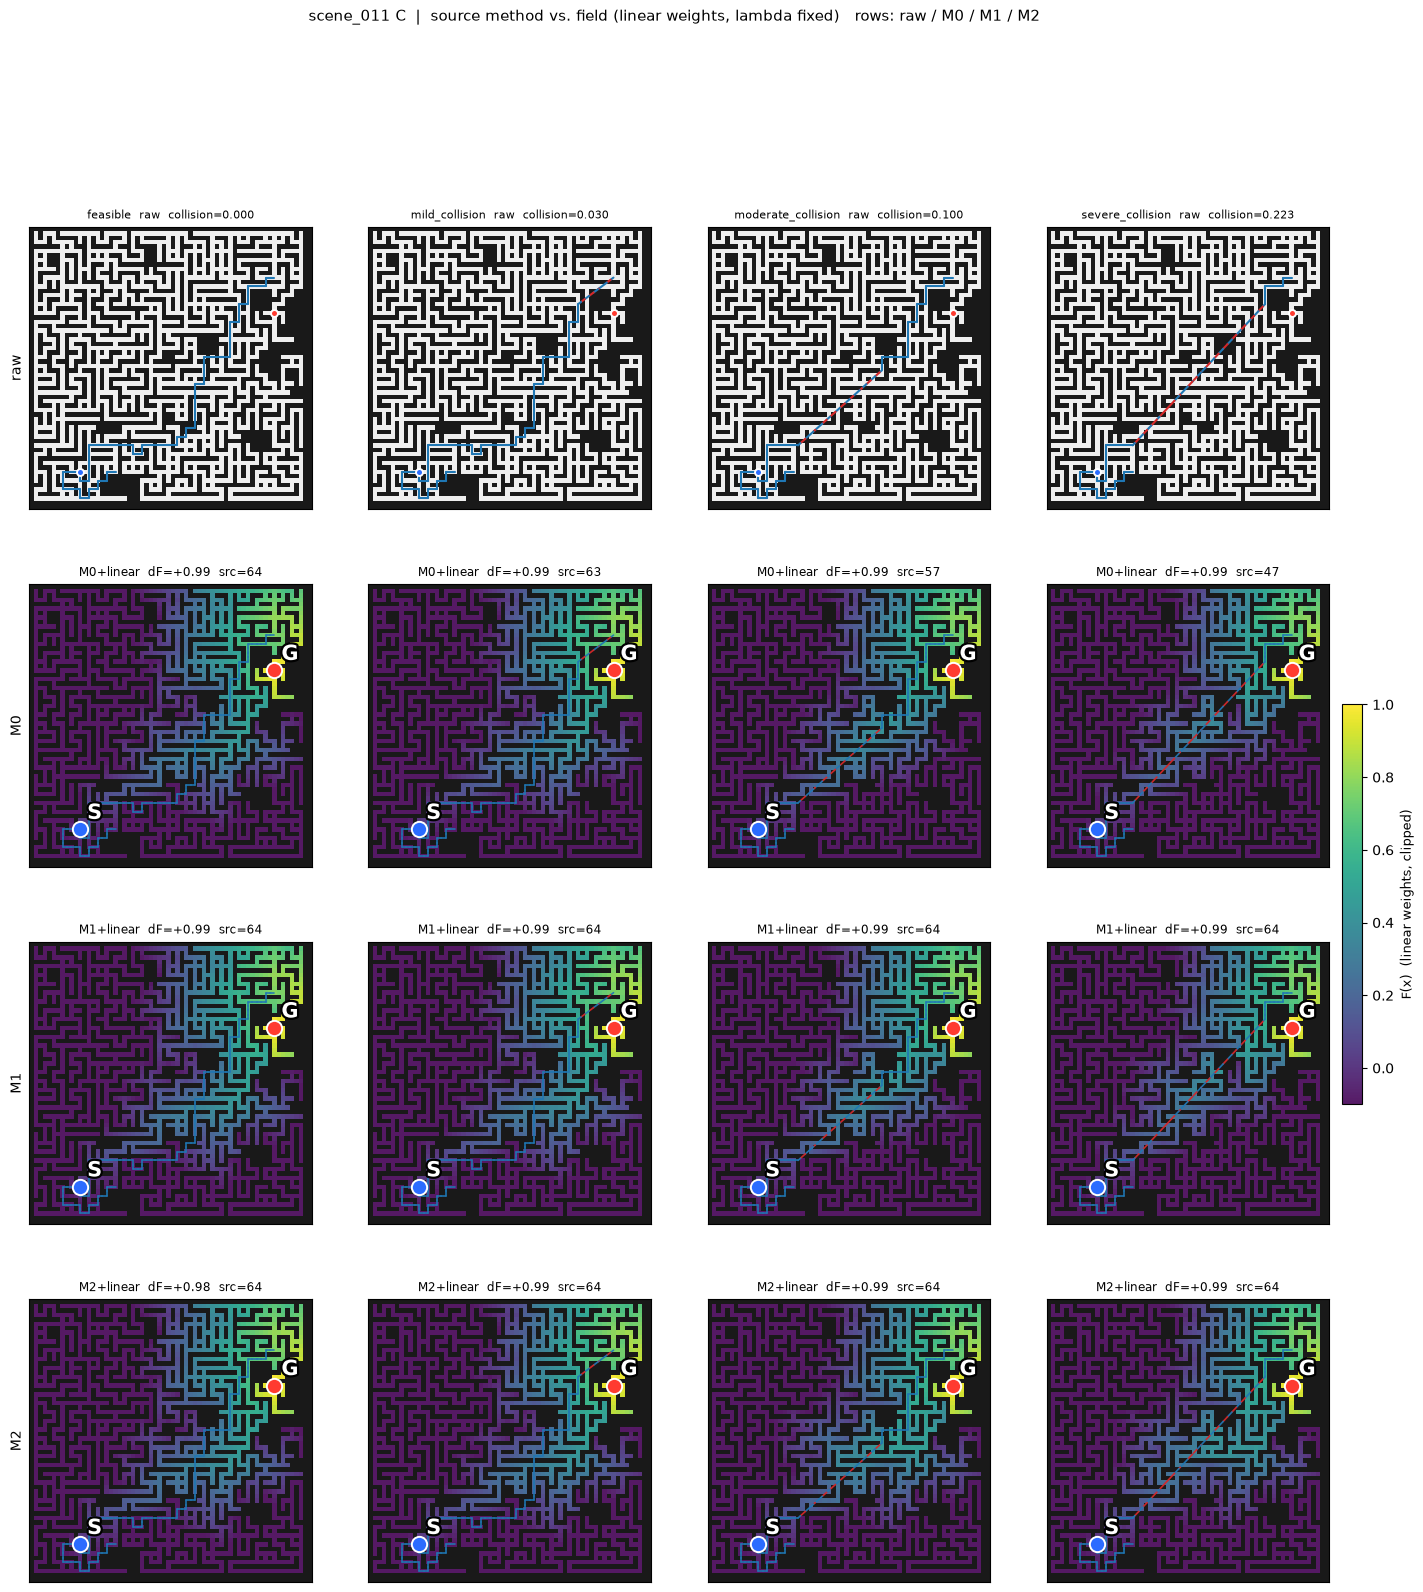 scene_011 C  |  source method vs. field (linear weights, lambda fixed)   rows: raw / M0 / M1 / M2
feasible  raw  collision=0.000
mild_collision  raw  collision=0.030
moderate_collision  raw  collision=0.100
severe_collision  raw  collision=0.223
raw
M0+linear  dF=+0.99  src=64
M0+linear  dF=+0.99  src=63
M0+linear  dF=+0.99  src=57
M0+linear  dF=+0.99  src=47
M0
G
S
G
S
G
S
G
S
M1+linear  dF=+0.99  src=64
M1+linear  dF=+0.99  src=64
M1+linear  dF=+0.99  src=64
M1+linear  dF=+0.99  src=64
M1
G
S
G
S
G
S
G
S
M2+linear  dF=+0.98  src=64
M2+linear  dF=+0.99  src=64
M2+linear  dF=+0.99  src=64
M2+linear  dF=+0.99  src=64
M2
G
S
G
S
G
S
G
S
1.0
0.8
0.6
0.4
0.2
0.0
F(x)  (linear weights, clipped)